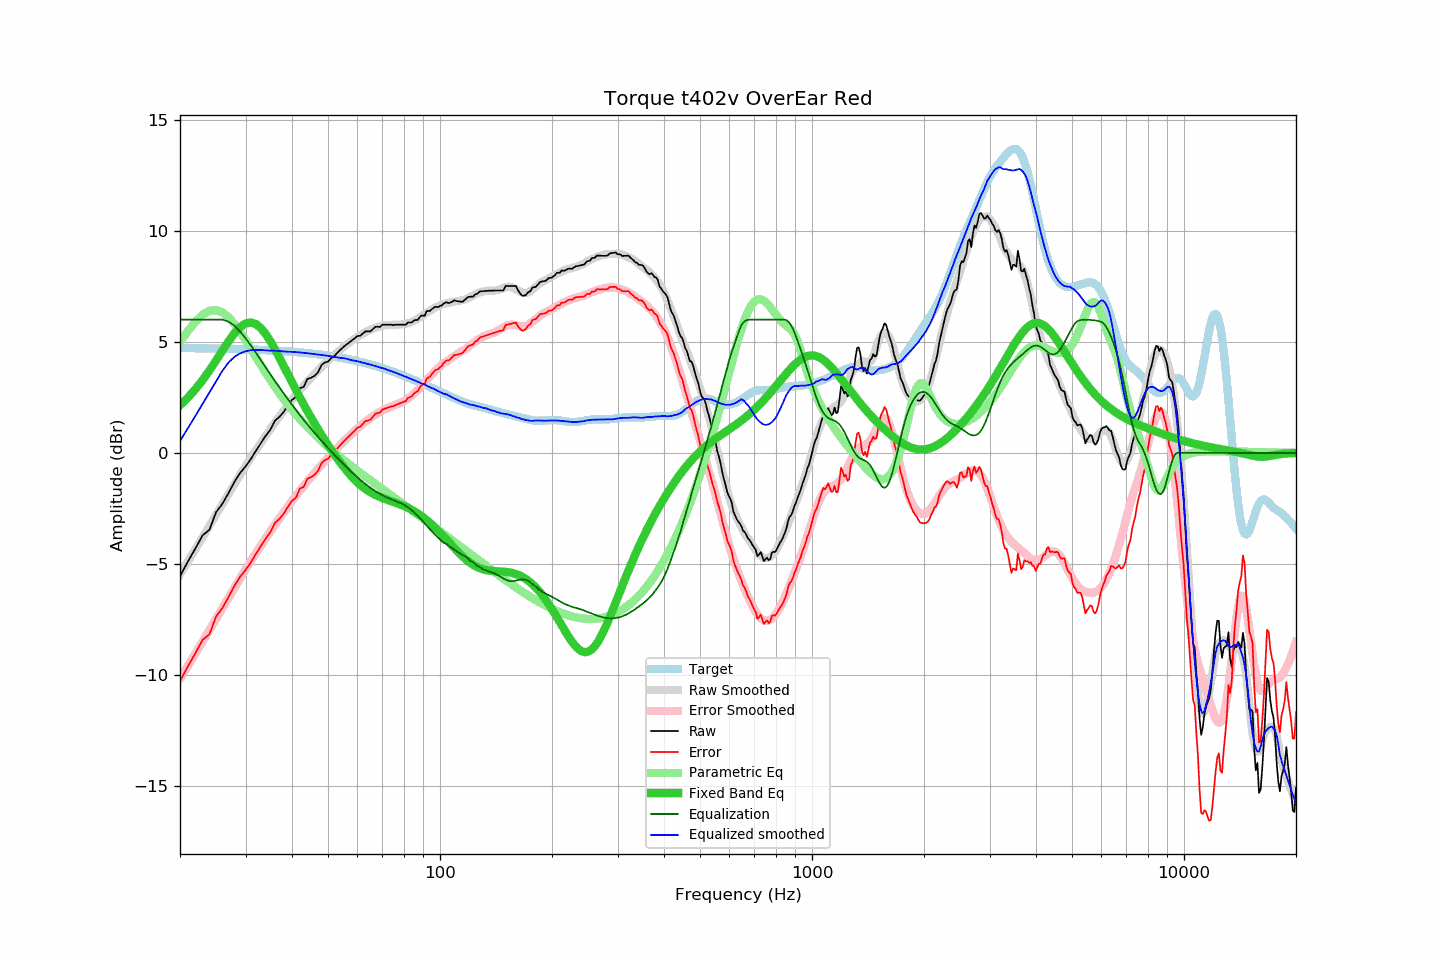 Torque t402v OverEar Red
15
10
5
0
−5
−10
−15
Amplitude (dBr)
100
1000
10000
Frequency (Hz)
Target
Raw Smoothed
Error Smoothed
Raw
Error
Parametric Eq
Fixed Band Eq
Equalization
Equalized smoothed